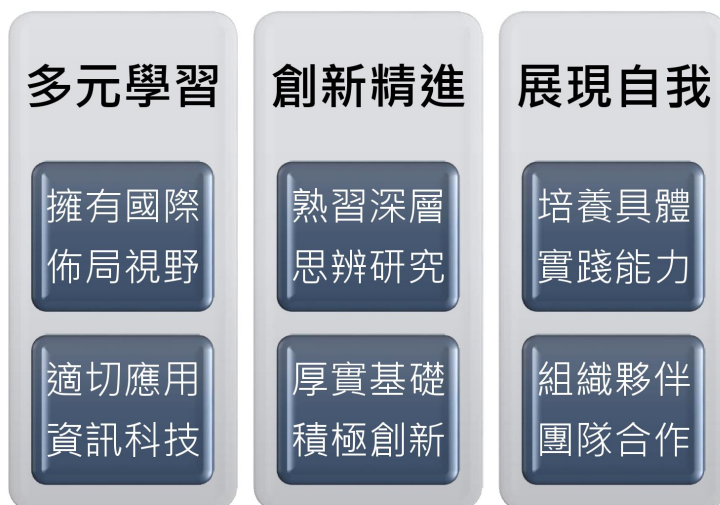 多元學習
擁有國際
佈局視野
適切應用
資訊科技
創新精進
熟習深層
思辨研究
厚實基礎
積極創新
展現自我
培養具體
實踐能力
組織夥伴
團隊合作